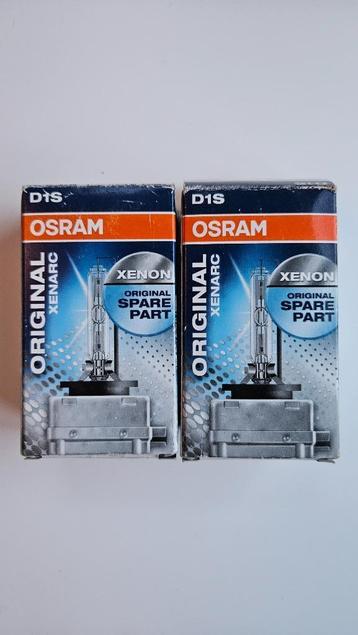 D1S
OSRAM
ORIGINAL
XENARC
XENON
ORIGINAL
SPARE
PART
D1S
OSRAM
ORIGINAL
XENARC
XENON
ORIGINAL
SPARE
PART